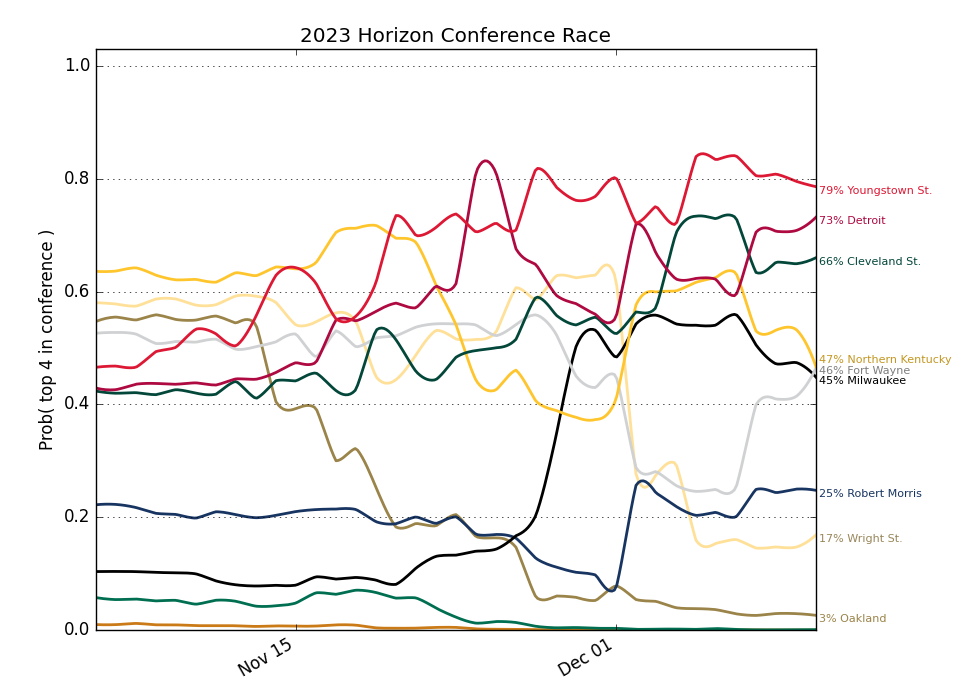 2023 Horizon Conference Race
Prob( top 4 in conference )
1.0
0.8
0.6
0.4
0.2
0.0
Nov 15
Dec 01
79% Youngstown St.
73% Detroit
66% Cleveland St.
47% Northern Kentucky
46% Fort Wayne
45% Milwaukee
25% Robert Morris
17% Wright St.
3% Oakland